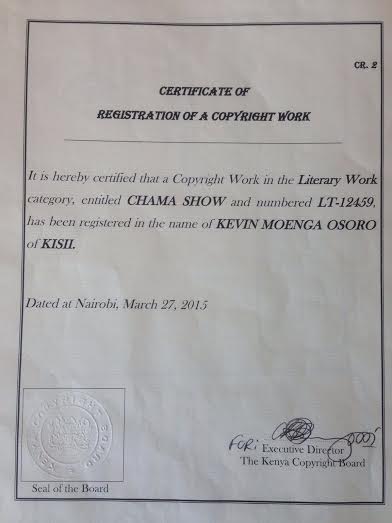 CR. 2
CERTIFICATE OF
REGISTRATION OF A COPYRIGHT WORK
It is hereby certified that a Copyright Work in the Literary Work
category, entitled CHAMA SHOW and numbered LT-12459,
has been registered in the name of KEVIN MOENGA OSORO
of KISII.
Dated at Nairobi, March 27, 2015
Executive Director
The Kenya Copyright Board
Seal of the Board